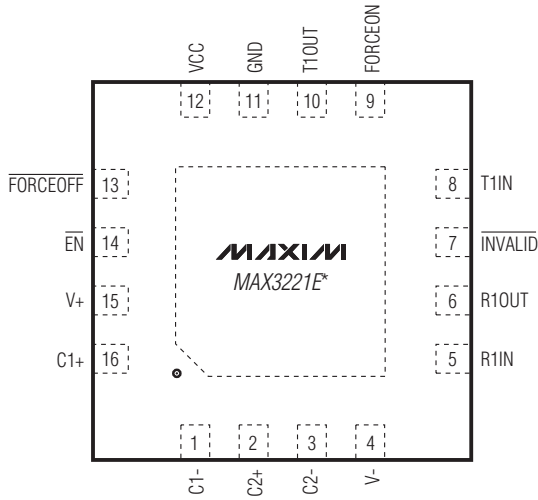 VCC GND T1OUT FORCEON
12 11 10 9
FORCEOFF 13
8 T1IN
EN 14
7 INVALID
MAXIM
MAX3221E*
V+ 15
6 R1OUT
C1+ 16
5 R1IN
1 2 3 4
C1- C2+ C2- V-